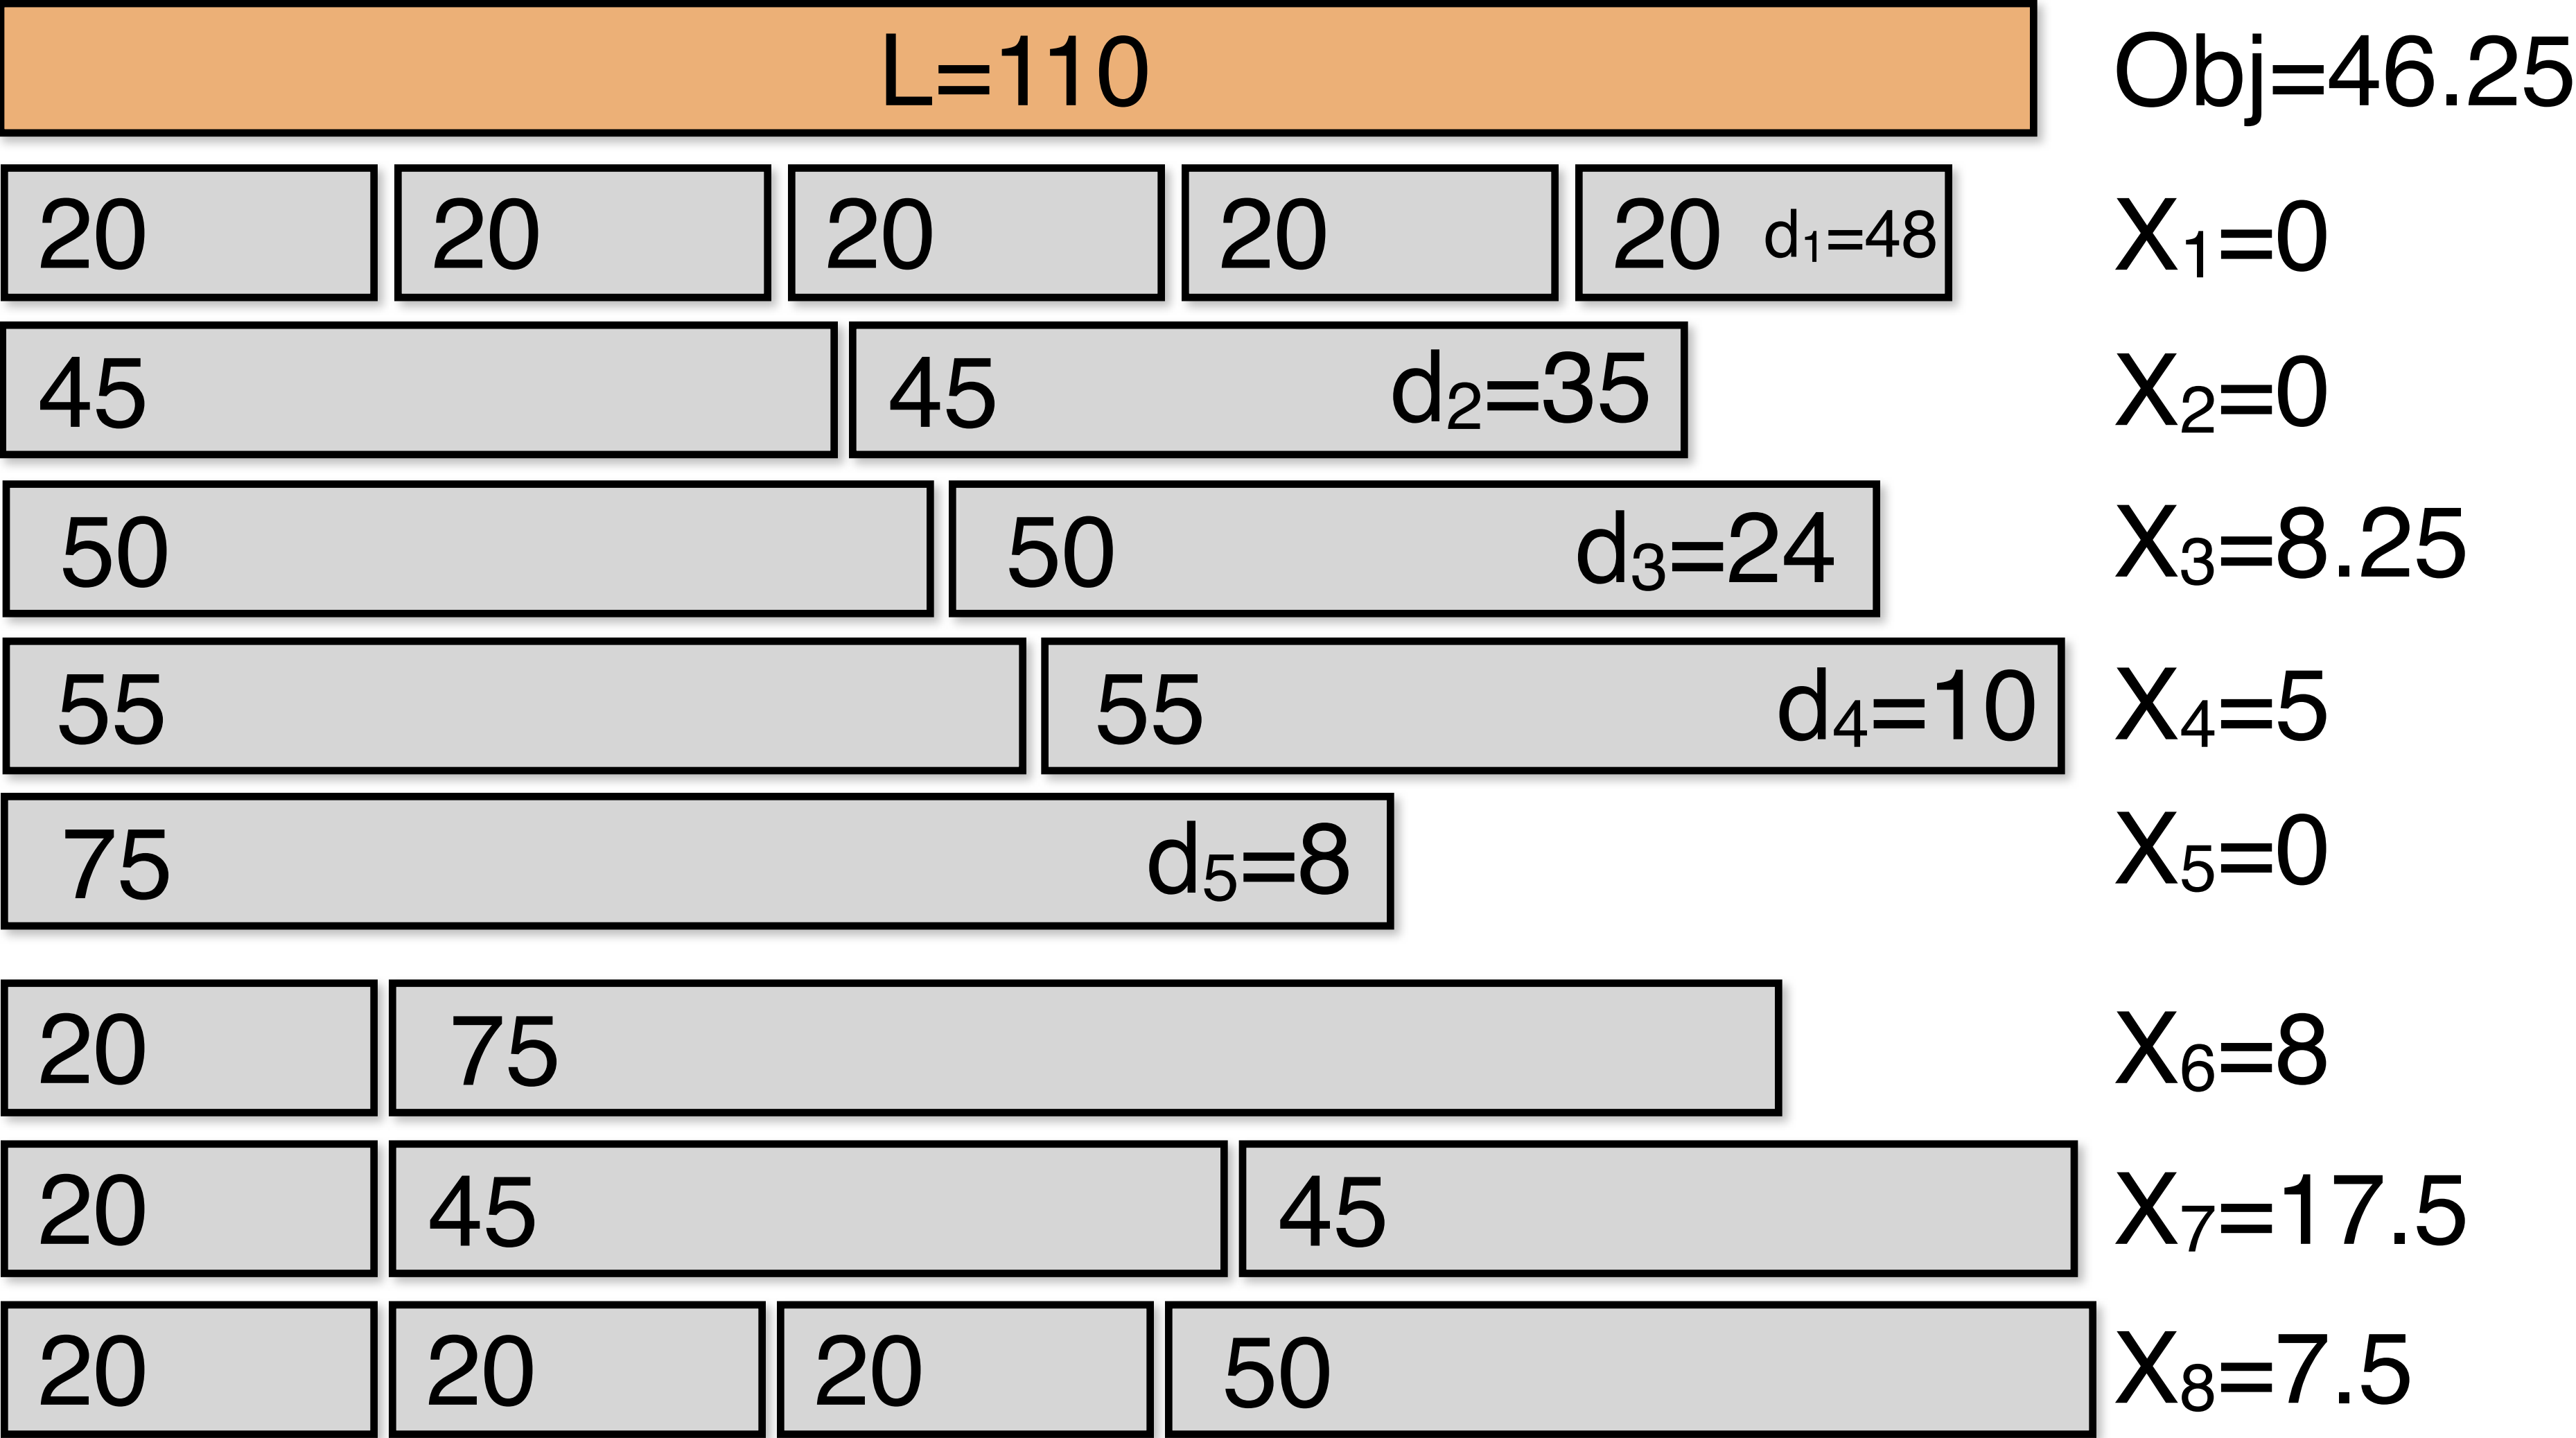 L=110 Obj=46.25
20 20 20 20 20 d₁=48 X₁=0
45 45 d₂=35 X₂=0
50 50 d₃=24 X₃=8.25
55 55 d₄=10 X₄=5
75 d₅=8 X₅=0
20 75 X₆=8
20 45 45 X₇=17.5
20 20 20 50 X₈=7.5